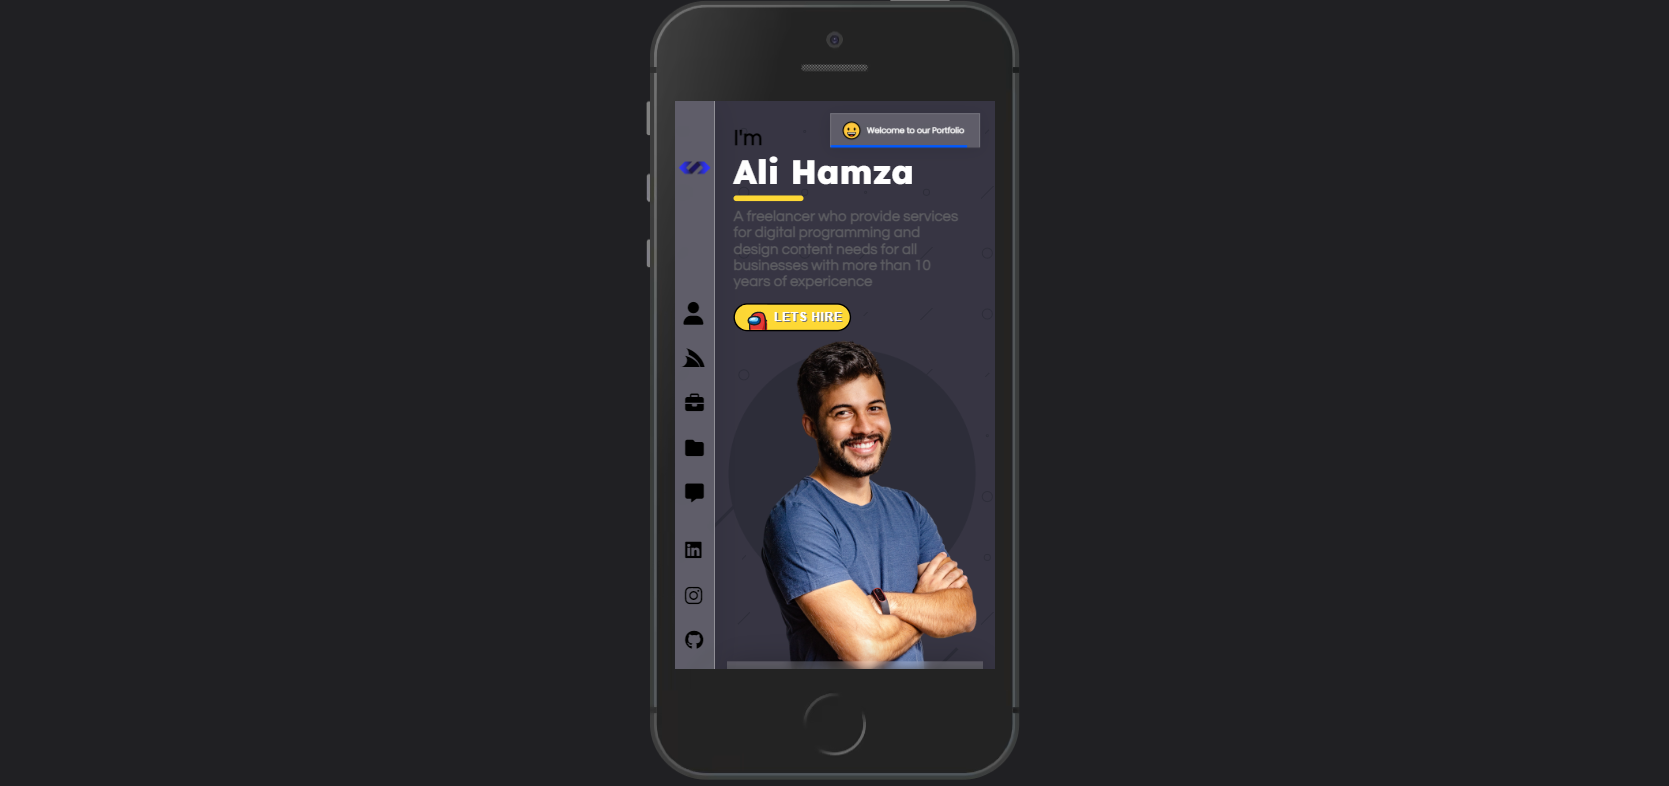 I'm
Welcome to our Portfolio
Ali Hamza
A freelancer who provide services
for digital programming and
design content needs for all
businesses with more than 10
years of expericence
LETS HIRE
in